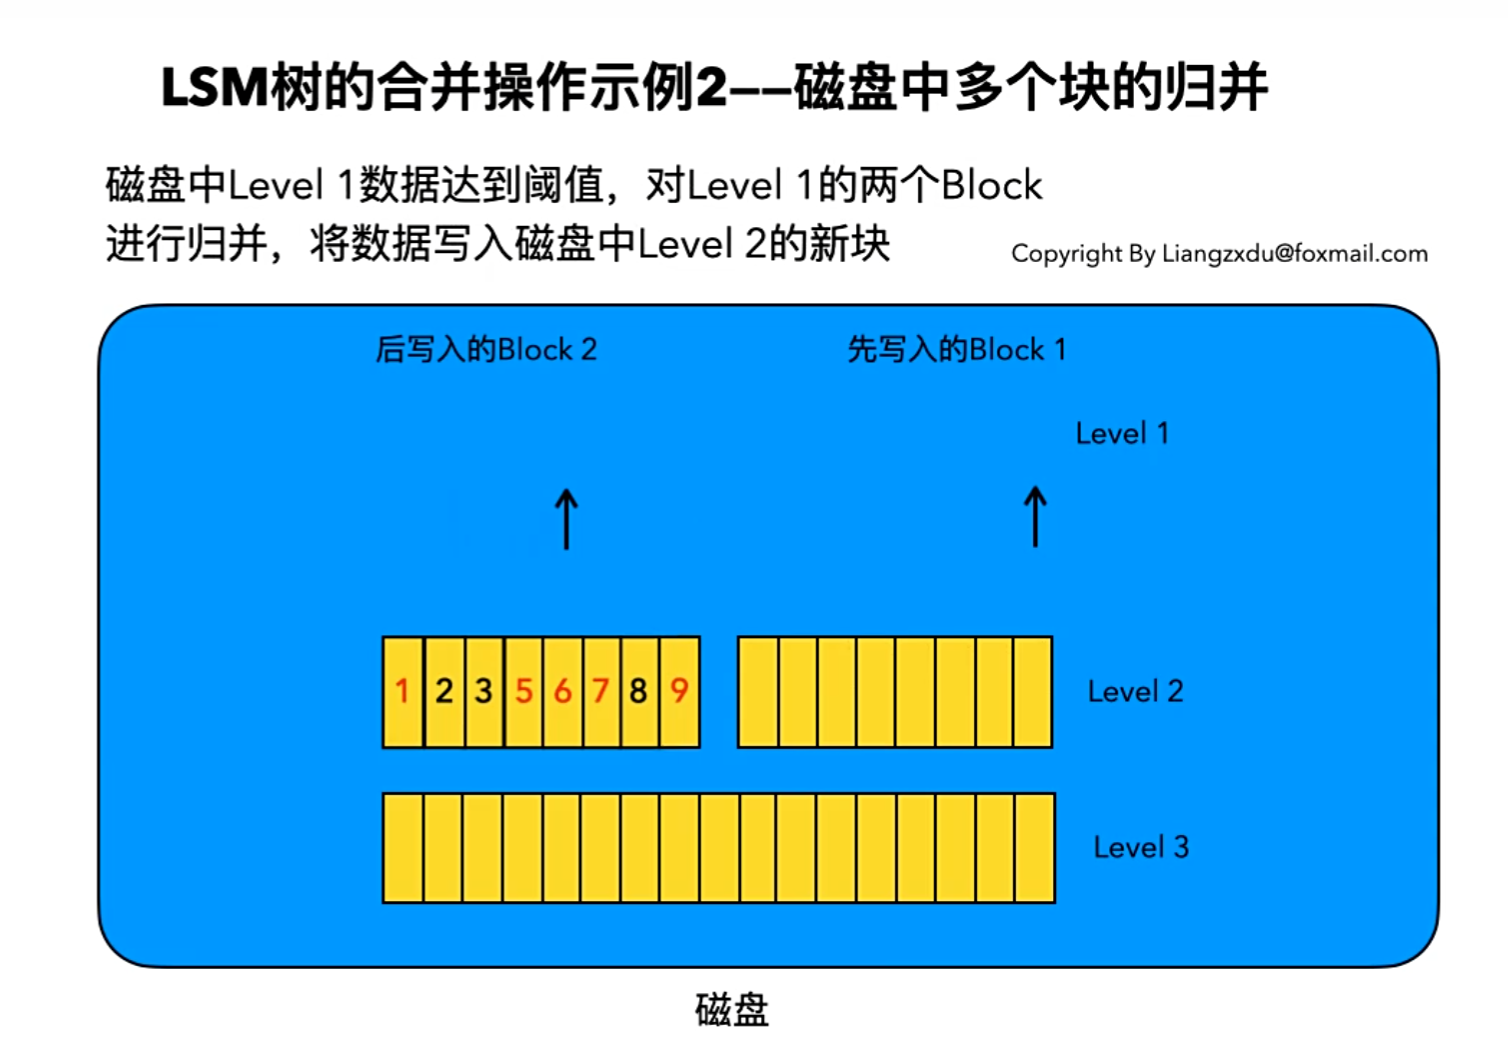 LSM树的合并操作示例2——磁盘中多个块的归并
磁盘中Level 1数据达到阈值，对Level 1的两个Block
进行归并，将数据写入磁盘中Level 2的新块
Copyright By Liangzxdu@foxmail.com
后写入的Block 2
先写入的Block 1
Level 1
1 2 3 5 6 7 8 9
Level 2
Level 3
磁盘